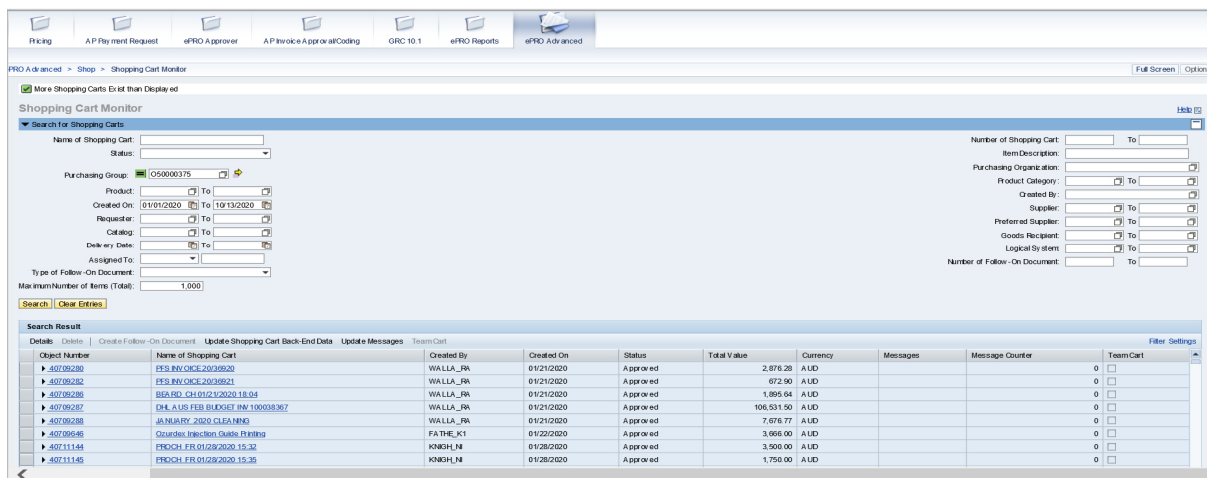 Pricing AP Payment Request ePRO Approver AP Invoice Approval/Coding GRC 10.1 ePRO Reports ePRO Advanced
PRO Advanced > Shop > Shopping Cart Monitor Full Screen Option
More Shopping Carts Exist than Displayed
Shopping Cart Monitor Help
Search for Shopping Carts
Name of Shopping Cart: Number of Shopping Cart: To
Status: Item Description:
Purchasing Group: O50000375 Purchasing Organization:
Product: To Product Category: To
Created On: 01/01/2020 To 10/13/2020 Created By:
Requester: To Supplier: To
Catalog: To Preferred Supplier: To
Delivery Date: To Goods Recipient: To
Assigned To: Logical System: To
Type of Follow-On Document: Number of Follow-On Document: To
Maximum Number of Items (Total): 1,000
Search Clear Entries
Search Result
Details Delete | Create Follow-On Document Update Shopping Cart Back-End Data Update Messages Team Cart Filter Settings
Object Number Name of Shopping Cart Created By Created On Status Total Value Currency Messages Message Counter Team Cart
40709280 PFS INVOICE 20/36920 WALLA_RA 01/21/2020 Approved 2,876.28 AUD 0
40709282 PFS INVOICE 20/36921 WALLA_RA 01/21/2020 Approved 672.90 AUD 0
40709286 BEARD_CH 01/21/2020 18:04 WALLA_RA 01/21/2020 Approved 1,895.64 AUD 0
40709287 DHL AUS FEB BUDGET INV 100038367 WALLA_RA 01/21/2020 Approved 106,531.50 AUD 0
40709288 JANUARY 2020 CLEANING WALLA_RA 01/21/2020 Approved 7,676.77 AUD 0
40709646 Ozurdex Injection Guide Printing FATHE_K1 01/22/2020 Approved 3,666.00 AUD 0
40711144 PROCH_FR 01/28/2020 15:32 KNIGH_NI 01/28/2020 Approved 3,500.00 AUD 0
40711145 PROCH_FR 01/28/2020 15:35 KNIGH_NI 01/28/2020 Approved 1,750.00 AUD 0